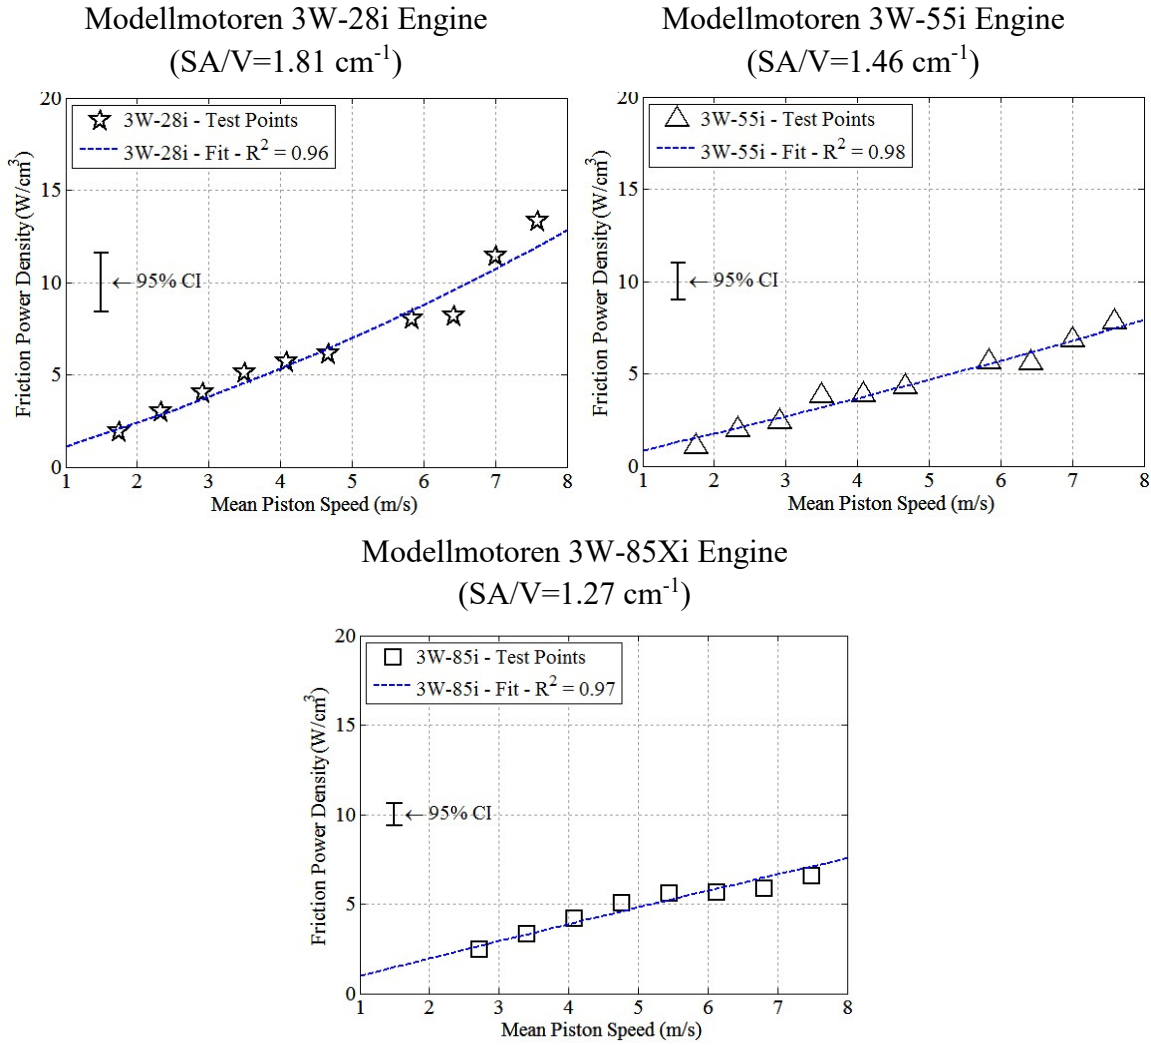 Modellmotoren 3W-28i Engine
(SA/V=1.81 cm⁻¹)
20
15
10
5
0
1 2 3 4 5 6 7 8
3W-28i - Test Points
3W-28i - Fit - R² = 0.96
←95% CI
Friction Power Density (W/cm³)
Mean Piston Speed (m/s)
Modellmotoren 3W-55i Engine
(SA/V=1.46 cm⁻¹)
20
15
10
5
0
1 2 3 4 5 6 7 8
3W-55i - Test Points
3W-55i - Fit - R² = 0.98
←95% CI
Friction Power Density (W/cm³)
Mean Piston Speed (m/s)
Modellmotoren 3W-85Xi Engine
(SA/V=1.27 cm⁻¹)
20
15
10
5
0
1 2 3 4 5 6 7 8
3W-85i - Test Points
3W-85i - Fit - R² = 0.97
←95% CI
Friction Power Density (W/cm³)
Mean Piston Speed (m/s)